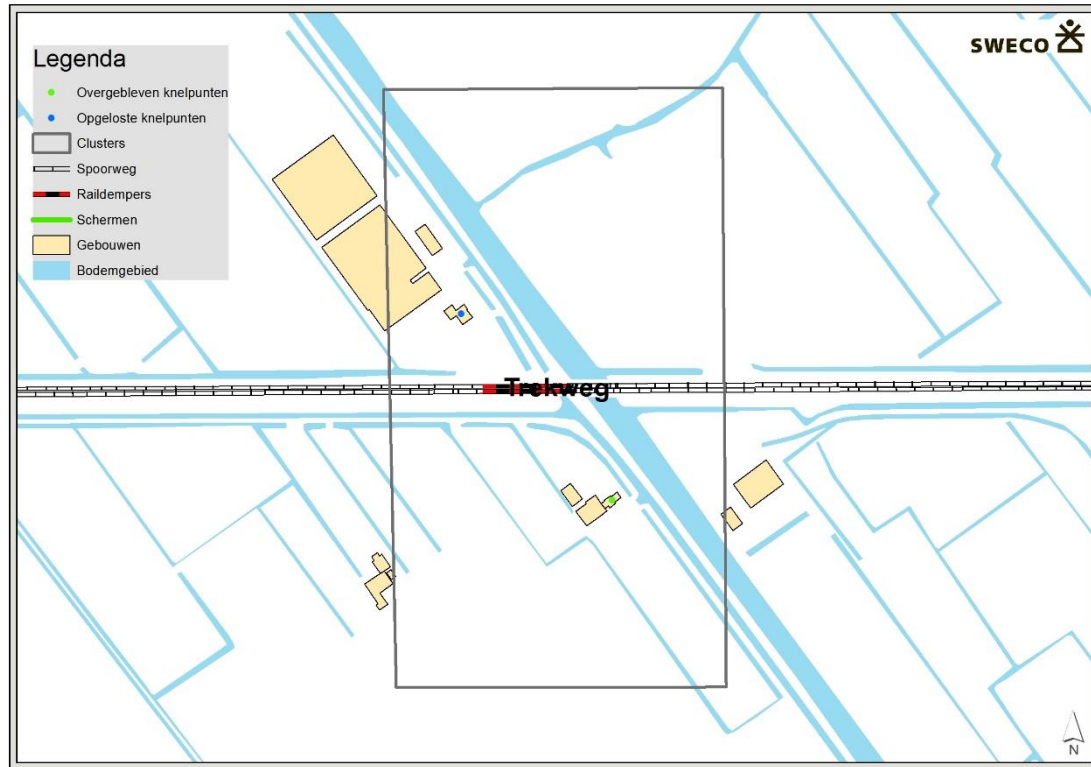 SWECO
Legenda
Overgebleven knelpunten
Opgeloste knelpunten
Clusters
Spoorweg
Raildempers
Schermen
Gebouwen
Bodemgebied
Trekweg
N